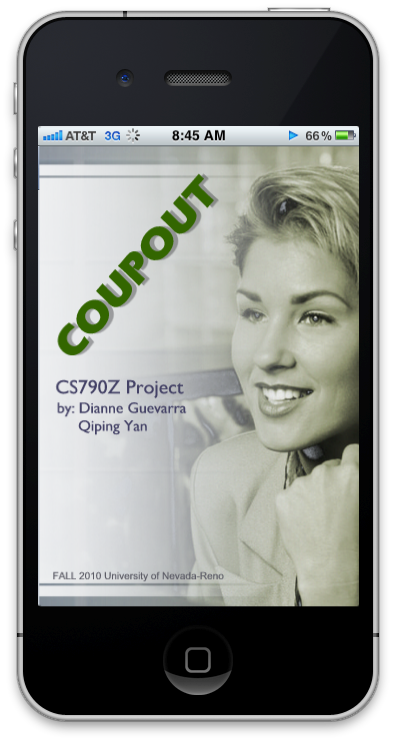 AT&T 3G 8:45 AM 66%
COUPOUT
CS790Z Project
by: Dianne Guevarra
Qiping Yan
FALL 2010 University of Nevada-Reno